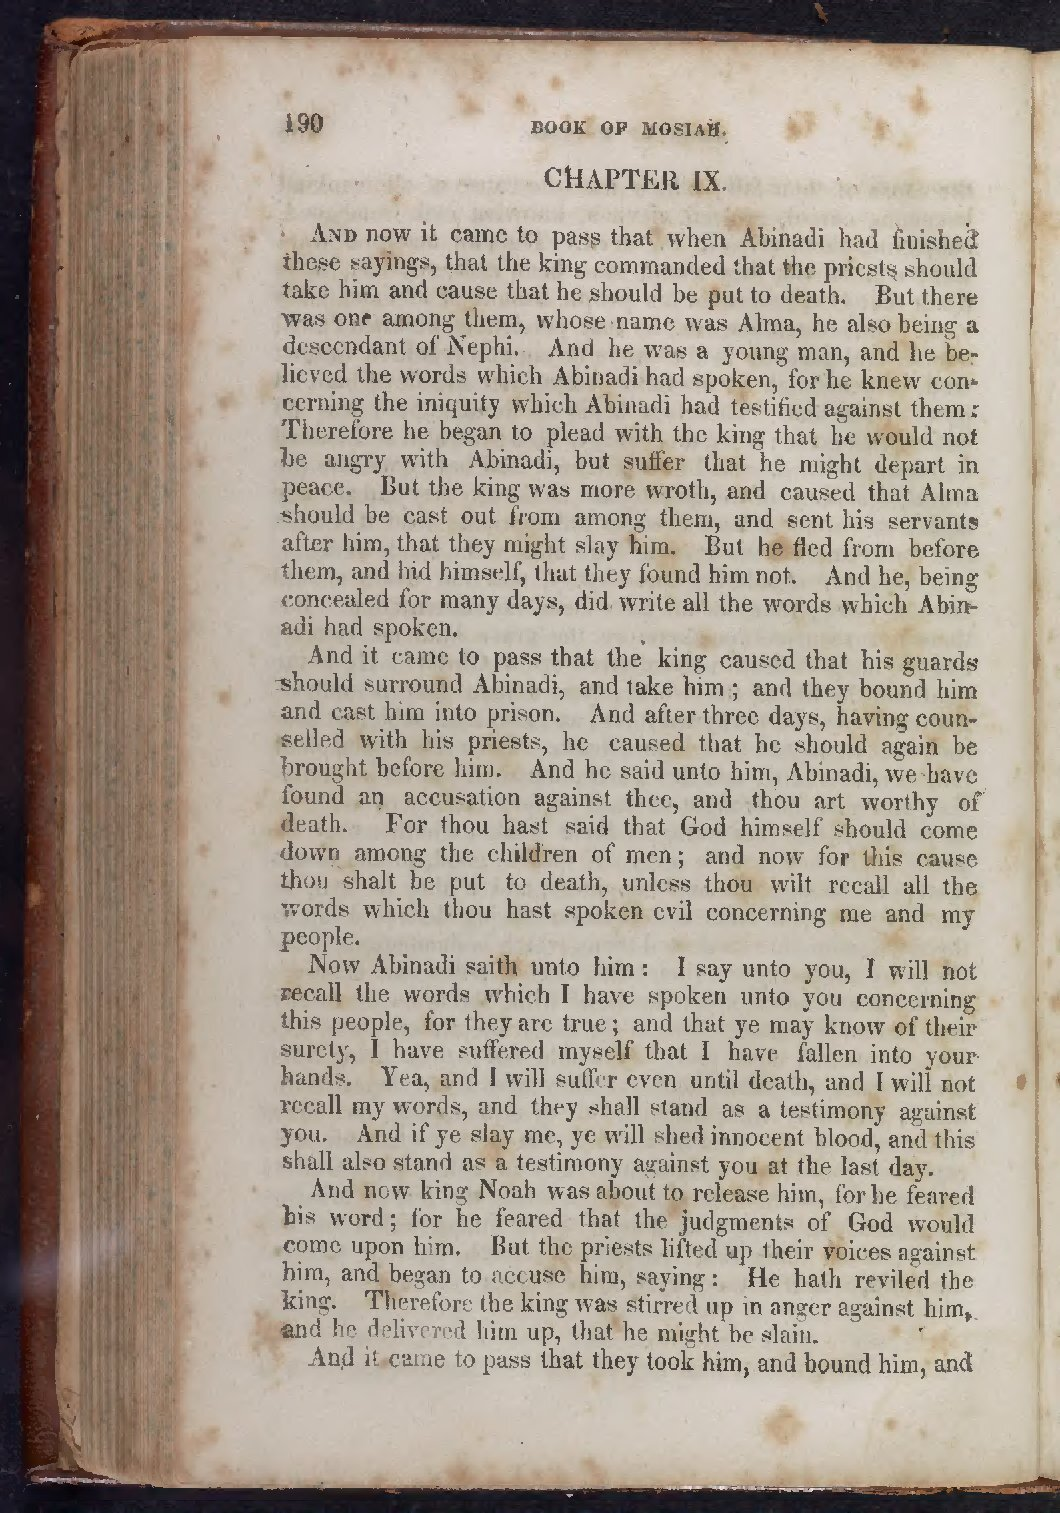 190
BOOK OF MOSIAH.
CHAPTER IX.
AND now it came to pass that when Abinadi had finished
these sayings, that the king commanded that the priests should
take him and cause that he should be put to death. But there
was one among them, whose name was Alma, he also being a
descendant of Nephi. And he was a young man, and he be-
lieved the words which Abinadi had spoken, for he knew con-
cerning the iniquity which Abinadi had testified against them:
Therefore he began to plead with the king that he would not
be angry with Abinadi, but suffer that he might depart in
peace. But the king was more wroth, and caused that Alma
should be cast out from among them, and sent his servants
after him, that they might slay him. But he fled from before
them, and hid himself, that they found him not. And he, being
concealed for many days, did write all the words which Abin-
adi had spoken.
And it came to pass that the king caused that his guards
should surround Abinadi, and take him; and they bound him
and cast him into prison. And after three days, having coun-
selled with his priests, he caused that he should again be
brought before him. And he said unto him, Abinadi, we have
found an accusation against thee, and thou art worthy of
death. For thou hast said that God himself should come
down among the children of men; and now for this cause
thou shalt be put to death, unless thou wilt recall all the
words which thou hast spoken evil concerning me and my
people.
Now Abinadi saith unto him: I say unto you, I will not
recall the words which I have spoken unto you concerning
this people, for they are true; and that ye may know of their
surety, I have suffered myself that I have fallen into your
hands. Yea, and I will suffer even until death, and I will not
recall my words, and they shall stand as a testimony against
you. And if ye slay me, ye will shed innocent blood, and this
shall also stand as a testimony against you at the last day.
And now king Noah was about to release him, for he feared
his word; for he feared that the judgments of God would
come upon him. But the priests lifted up their voices against
him, and began to accuse him, saying: He hath reviled the
king. Therefore the king was stirred up in anger against him,
and he delivered him up, that he might be slain.
And it came to pass that they took him, and bound him, and